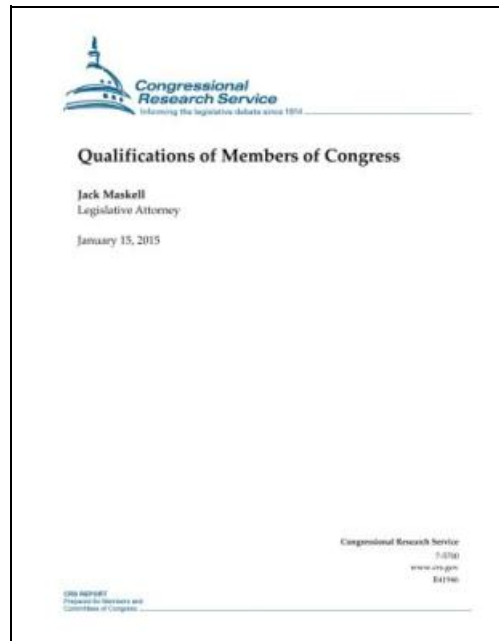 Congressional
Research Service
Informing the legislative debate since 1914
Qualifications of Members of Congress
Jack Maskell
Legislative Attorney
January 15, 2015
Congressional Research Service
7-5700
www.crs.gov
R41946
CRS REPORT
Prepared for Members and
Committees of Congress